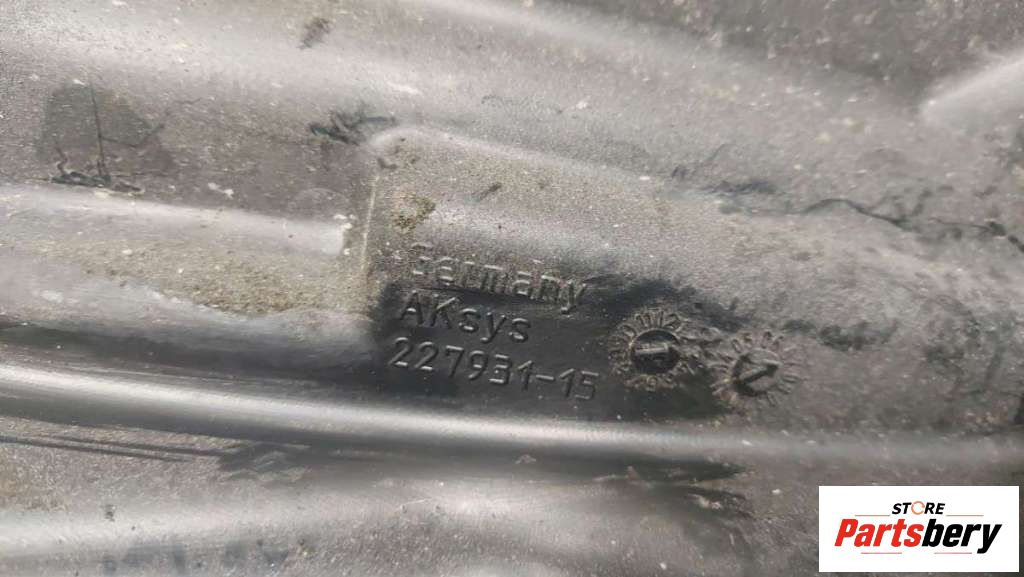 Germany
AKsys
227931-15
STORE
Partsbery